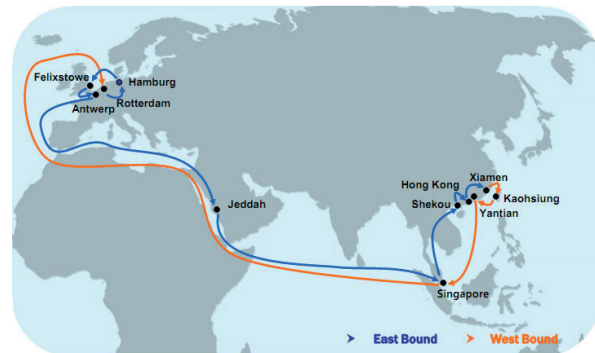 Felixstowe
Hamburg
Antwerp
Rotterdam
Jeddah
Xiamen
Hong Kong
Kaohsiung
Shekou
Yantian
Singapore
East Bound
West Bound